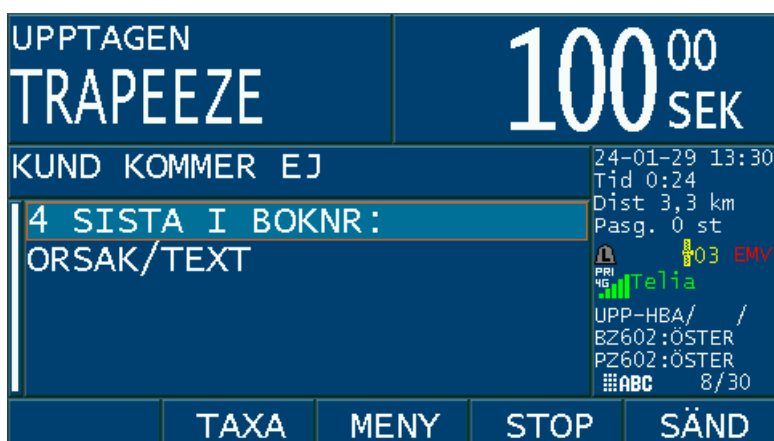 UPPTAGEN
TRAPEEZE
100 00
SEK
KUND KOMMER EJ
4 SISTA I BOKNR:
ORSAK/TEXT
24-01-29 13:30
Tid 0:24
Dist 3,3 km
Pasg. 0 st
L 03 EMV
PRI
4G Telia
UPP-HBA/ /
BZ602:ÖSTER
PZ602:ÖSTER
ABC 8/30
TAXA MENY STOP SÄND